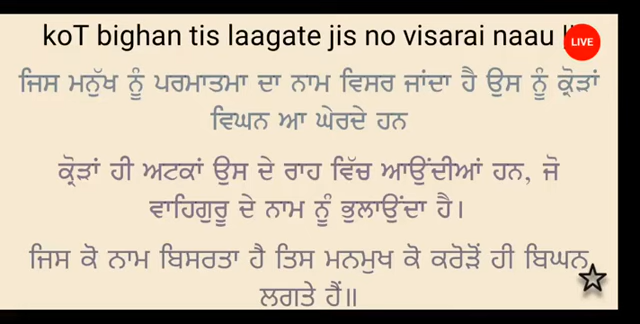 koT bighan tis laagate jis no visarai naau
LIVE
ਜਿਸ ਮਨੁੱਖ ਨੂੰ ਪਰਮਾਤਮਾ ਦਾ ਨਾਮ ਵਿਸਰ ਜਾਂਦਾ ਹੈ ਉਸ ਨੂੰ ਕ੍ਰੋੜਾਂ
ਵਿਘਨ ਆ ਘੇਰਦੇ ਹਨ
ਕ੍ਰੋੜਾਂ ਹੀ ਅਟਕਾਂ ਉਸ ਦੇ ਰਾਹ ਵਿੱਚ ਆਉਂਦੀਆਂ ਹਨ, ਜੋ
ਵਾਹਿਗੁਰੂ ਦੇ ਨਾਮ ਨੂੰ ਭੁਲਾਉਂਦਾ ਹੈ।
ਜਿਸ ਕੋ ਨਾਮ ਬਿਸਰਤਾ ਹੈ ਤਿਸ ਮਨਮੁਖ ਕੋ ਕਰੋੜੋਂ ਹੀ ਬਿਘਨ
ਲਗਤੇ ਹੈਂ॥